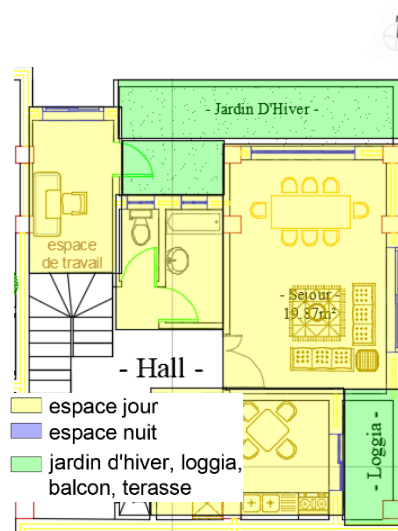 - Jardin D'Hiver -
espace
de travail
- Sejour -
19.87m²
- Hall -
- Loggia -
espace jour
espace nuit
jardin d'hiver, loggia,
balcon, terasse